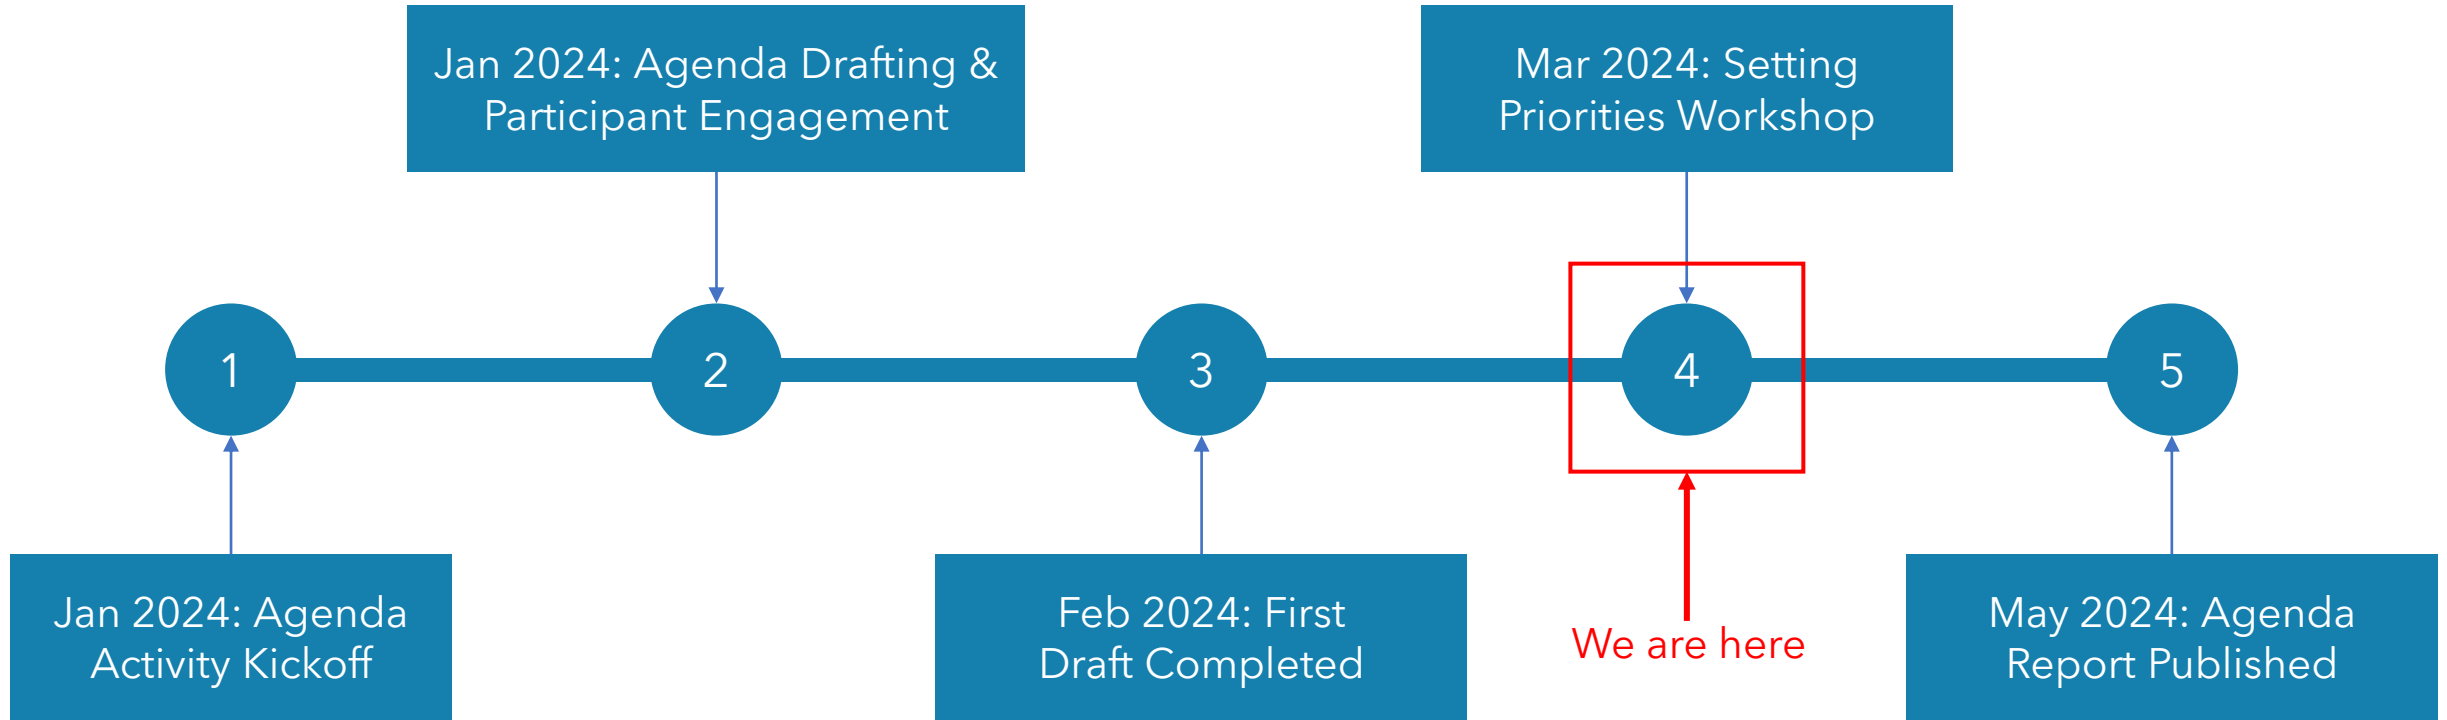 Jan 2024: Agenda Drafting &
Participant Engagement
Mar 2024: Setting
Priorities Workshop
1
2
3
4
5
Jan 2024: Agenda
Activity Kickoff
Feb 2024: First
Draft Completed
We are here
May 2024: Agenda
Report Published